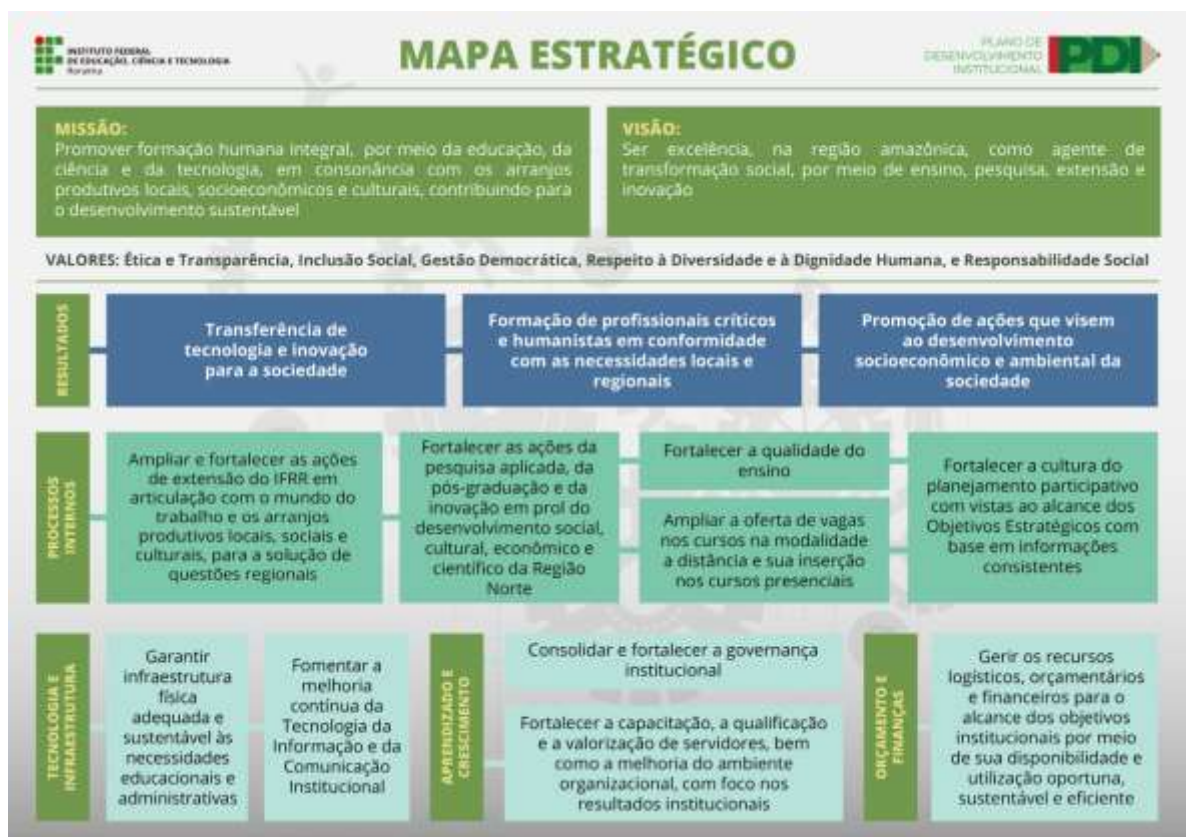 INSTITUTO FEDERAL
DE EDUCAÇÃO, CIÊNCIA E TECNOLOGIA
Roraima
MAPA ESTRATÉGICO
PLANO DE
DESENVOLVIMENTO
INSTITUCIONAL
PDI
MISSÃO:
Promover formação humana integral, por meio da educação, da
ciência e da tecnologia, em consonância com os arranjos
produtivos locais, socioeconômicos e culturais, contribuindo para
o desenvolvimento sustentável
VISÃO:
Ser excelência, na região amazônica, como agente de
transformação social, por meio de ensino, pesquisa, extensão e
inovação
VALORES: Ética e Transparência, Inclusão Social, Gestão Democrática, Respeito à Diversidade e à Dignidade Humana, e Responsabilidade Social
RESULTADOS
Transferência de
tecnologia e inovação
para a sociedade
Formação de profissionais críticos
e humanistas em conformidade
com as necessidades locais e
regionais
Promoção de ações que visem
ao desenvolvimento
socioeconômico e ambiental da
sociedade
PROCESSOS
INTERNOS
Ampliar e fortalecer as ações
de extensão do IFRR em
articulação com o mundo do
trabalho e os arranjos
produtivos locais, sociais e
culturais, para a solução de
questões regionais
Fortalecer as ações da
pesquisa aplicada, da
pós-graduação e da
inovação em prol do
desenvolvimento social,
cultural, econômico e
científico da Região
Norte
Fortalecer a qualidade do
ensino
Ampliar a oferta de vagas
nos cursos na modalidade
a distância e sua inserção
nos cursos presenciais
Fortalecer a cultura do
planejamento participativo
com vistas ao alcance dos
Objetivos Estratégicos com
base em informações
consistentes
TECNOLOGIA E
INFRAESTRUTURA
Garantir
infraestrutura
física
adequada e
sustentável às
necessidades
educacionais e
administrativas
Fomentar a
melhoria
contínua da
Tecnologia da
Informação e da
Comunicação
Institucional
APRENDIZADO E
CRESCIMENTO
Consolidar e fortalecer a governança
institucional
Fortalecer a capacitação, a qualificação
e a valorização de servidores, bem
como a melhoria do ambiente
organizacional, com foco nos
resultados institucionais
ORÇAMENTO E
FINANÇAS
Gerir os recursos
logísticos, orçamentários
e financeiros para o
alcance dos objetivos
institucionais por meio
de sua disponibilidade e
utilização oportuna,
sustentável e eficiente